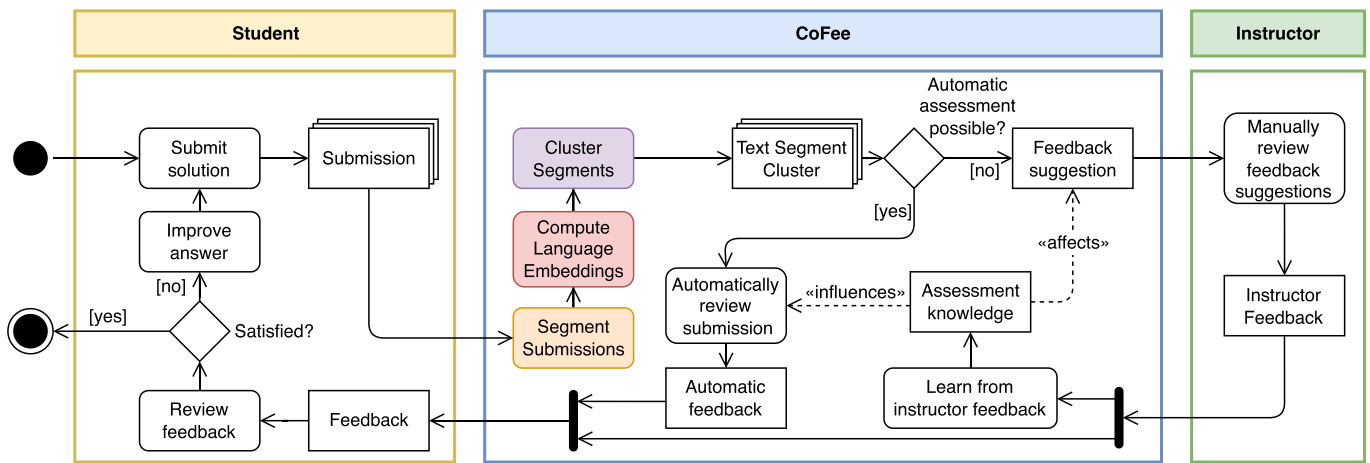 Student
CoFee
Instructor
Submit
solution
Submission
Improve
answer
[no]
[yes]
Satisfied?
Review
feedback
Feedback
Cluster
Segments
Compute
Language
Embeddings
Segment
Submissions
Text Segment
Cluster
Automatic
assessment
possible?
[no]
[yes]
Feedback
suggestion
«affects»
Automatically
review
submission
«influences»
Assessment
knowledge
Automatic
feedback
Learn from
instructor feedback
Manually
review
feedback
suggestions
Instructor
Feedback